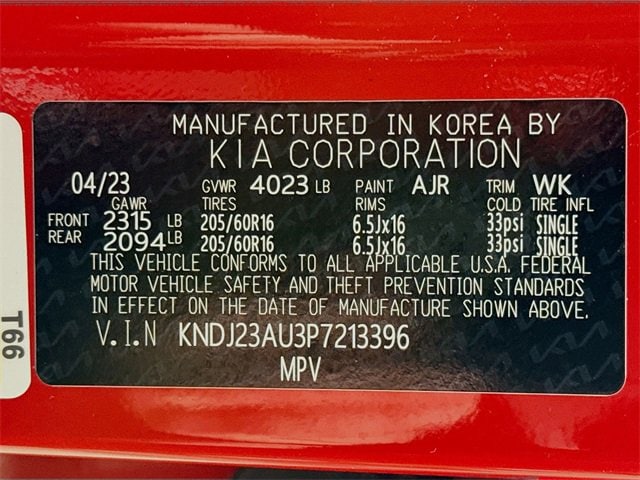 MANUFACTURED IN KOREA BY
KIA CORPORATION
04/23 GVWR 4023 LB PAINT AJR TRIM WK
GAWR TIRES RIMS COLD TIRE INFL
FRONT 2315 LB 205/60R16 6.5Jx16 33psi SINGLE
REAR 2094 LB 205/60R16 6.5Jx16 33psi SINGLE
THIS VEHICLE CONFORMS TO ALL APPLICABLE U.S.A. FEDERAL
MOTOR VEHICLE SAFETY AND THEFT PREVENTION STANDARDS
IN EFFECT ON THE DATE OF MANUFACTURE SHOWN ABOVE.
V.I.N KNDJ23AU3P7213396
MPV
T66